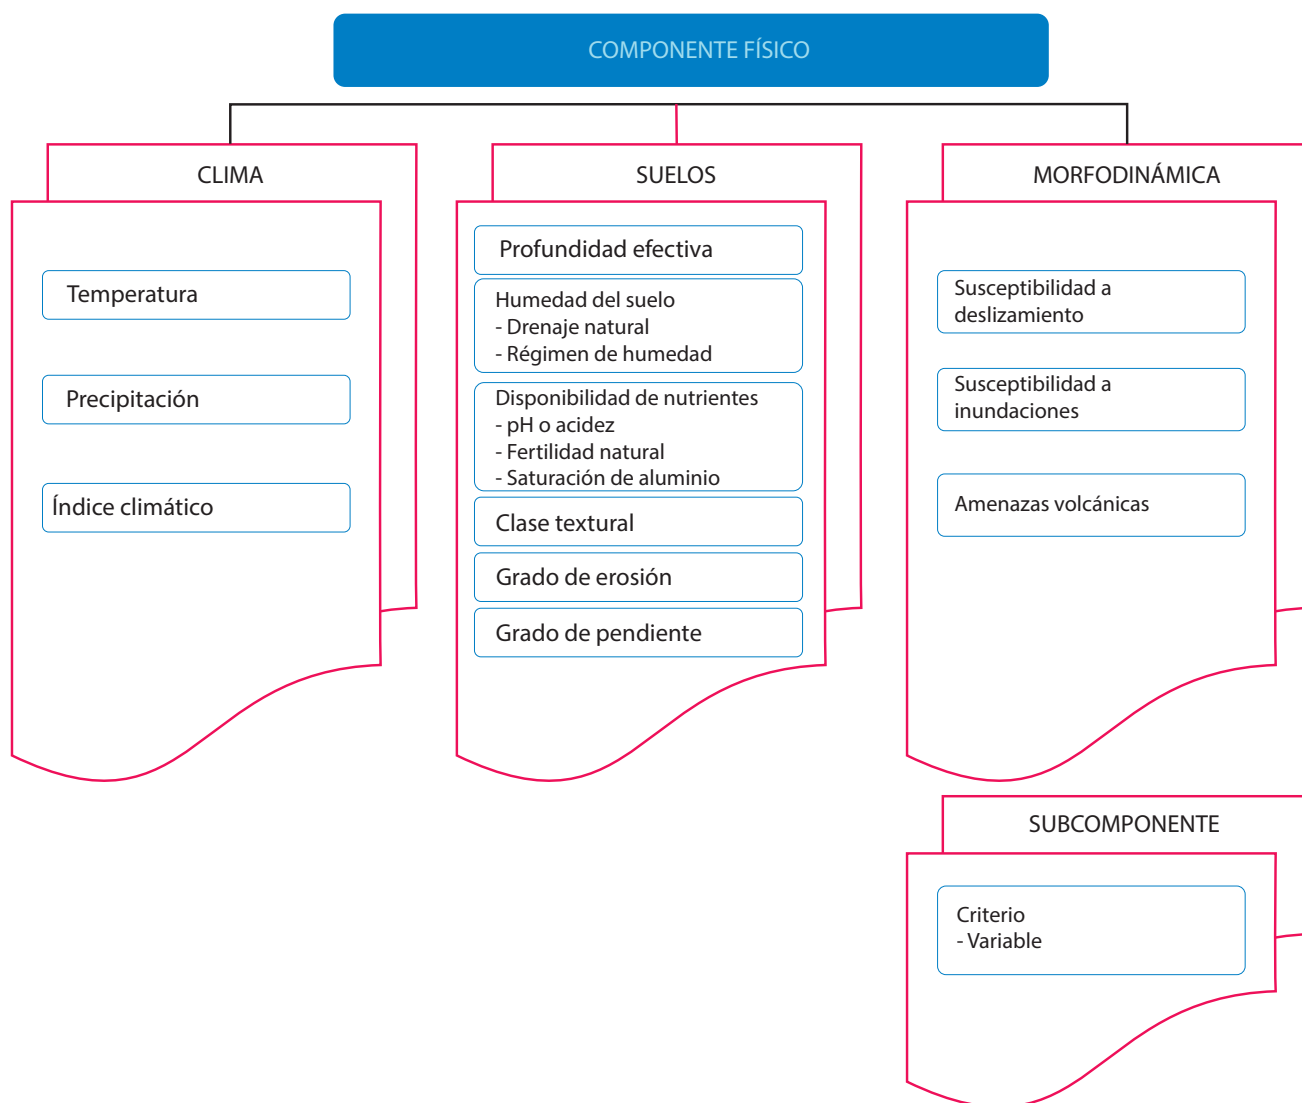 COMPONENTE FÍSICO
CLIMA
Temperatura
Precipitación
Índice climático
SUELOS
Profundidad efectiva
Humedad del suelo
- Drenaje natural
- Régimen de humedad
Disponibilidad de nutrientes
- pH o acidez
- Fertilidad natural
- Saturación de aluminio
Clase textural
Grado de erosión
Grado de pendiente
MORFODINÁMICA
Susceptibilidad a
deslizamiento
Susceptibilidad a
inundaciones
Amenazas volcánicas
SUBCOMPONENTE
Criterio
- Variable